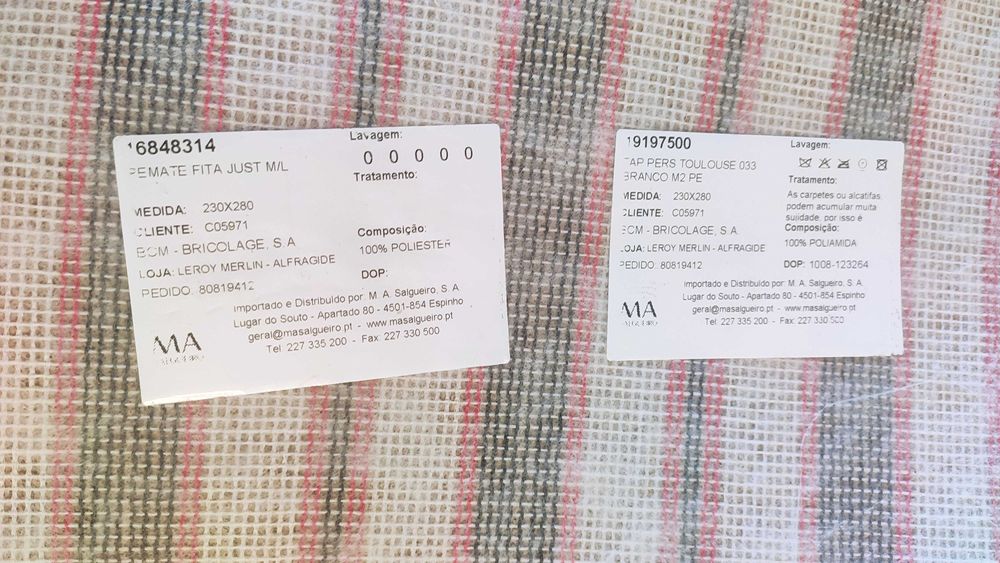 16848314
REMATE FITA JUST M/L
MEDIDA: 230X280
CLIENTE: C05971
BCM - BRICOLAGE, S.A
LOJA: LEROY MERLIN - ALFRAGIDE
PEDIDO: 80819412
Lavagem:
0 0 0 0 0
Tratamento:
Composição:
100% POLIESTER
DOP:
Importado e Distribuído por: M. A. Salgueiro, S. A
Lugar do Souto - Apartado 80 - 4501-854 Espinho
geral@masalgueiro.pt - www.masalgueiro.pt
Tel: 227 335 200 - Fax: 227 330 500
MA
SALGUEIRO
19197500
TAP PERS TOULOUSE 033
BRANCO M2 PE
MEDIDA: 230X280
CLIENTE: C05971
BCM - BRICOLAGE, S.A
LOJA: LEROY MERLIN - ALFRAGIDE
PEDIDO: 80819412
Lavagem:
Tratamento:
As carpetes ou alcatifas
podem acumular muita
sujidade, por isso é
Composição:
100% POLIAMIDA
DOP: 1008-123264
Importado e Distribuído por: M. A. Salgueiro, S. A
Lugar do Souto - Apartado 80 - 4501-854 Espinho
geral@masalgueiro.pt - www.masalgueiro.pt
Tel: 227 335 200 - Fax: 227 330 500
MA
SALGUEIRO